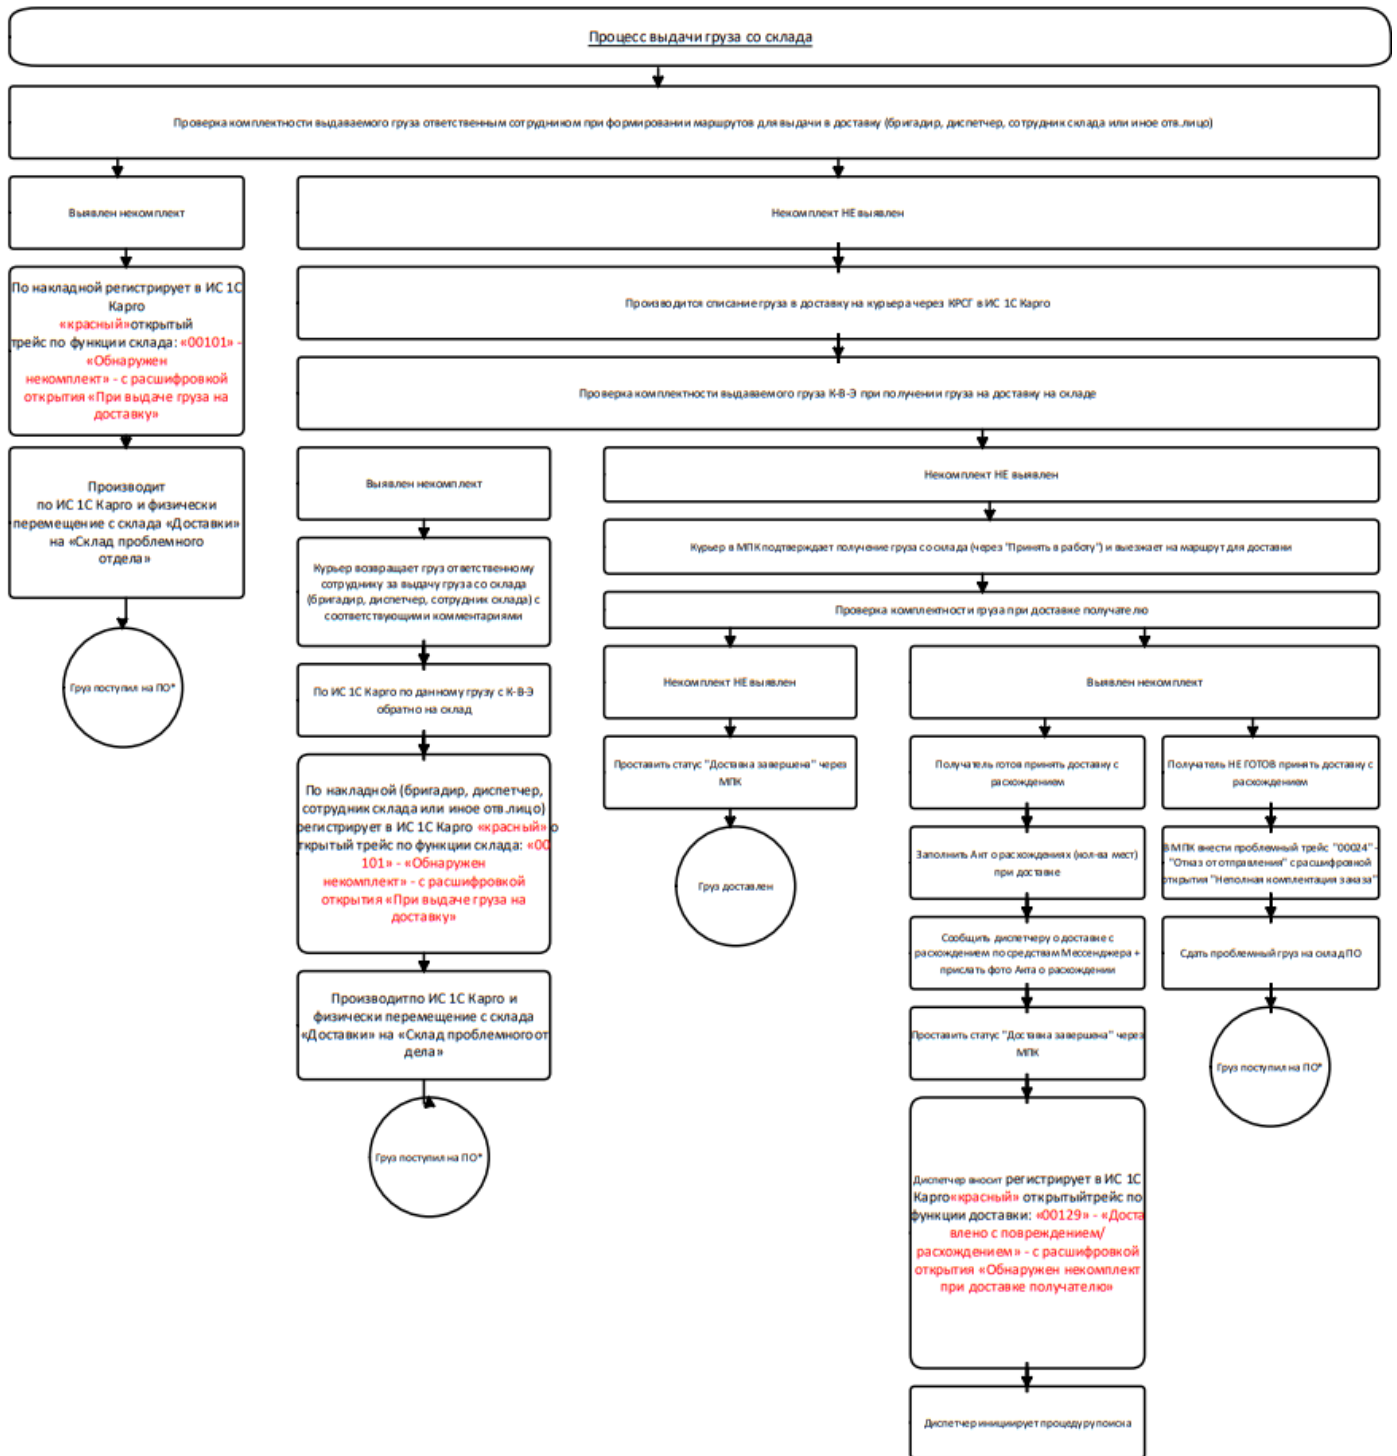 Процесс выдачи груза со склада
Проверка комплектности выдаваемого груза ответственным сотрудником при формировании маршрутов для выдачи в доставку (бригадир, диспетчер, сотрудник склада или иное отв.лицо)
Выявлен некомплект
Некомплект НЕ выявлен
По накладной регистрирует в ИС 1С
Карго
«красный»открытый
трейс по функции склада: «00101» -
«Обнаружен
некомплект» - с расшифровкой
открытия «При выдаче груза на
доставку»
Производит
по ИС 1С Карго и физически
перемещение с склада «Доставки»
на «Склад проблемного
отдела»
Груз поступил на ПО*
Производится списание груза в доставку на курьера через КРСГ в ИС 1С Карго
Проверка комплектности выдаваемого груза К-В-Э при получении груза на доставку на складе
Выявлен некомплект
Курьер возвращает груз ответственному
сотруднику за выдачу груза со склада
(бригадир, диспетчер, сотрудник склада) с
соответствующими комментариями
По ИС 1С Карго по данному грузу с К-В-Э
обратно на склад
По накладной (бригадир, диспетчер,
сотрудник склада или иное отв.лицо)
регистрирует в ИС 1С Карго «красный» о
ткрытый трейс по функции склада: «00
101» - «Обнаружен
некомплект» - с расшифровкой
открытия «При выдаче груза на
доставку»
Производитпо ИС 1С Карго и
физически перемещение с склада
«Доставки» на «Склад проблемного от
дела»
Груз поступил на ПО*
Некомплект НЕ выявлен
Курьер в МПК подтверждает получение груза со склада (через "Принять в работу") и выезжает на маршрут для доставки
Проверка комплектности груза при доставке получателю
Некомплект НЕ выявлен
Проставить статус "Доставка завершена" через
МПК
Груз доставлен
Выявлен некомплект
Получатель готов принять доставку с
расхождением
Заполнить Акт о расхождениях (кол-ва мест)
при доставке
Сообщить диспетчеру о доставке с
расхождением по средствам Мессенджера +
прислать фото Акта о расхождении
Проставить статус "Доставка завершена" через
МПК
Диспетчер вносит регистрирует в ИС 1С
Карго«красный» открытыйтрейс по
функции доставки: «00129» - «Доста
влено с повреждением/
расхождением» - с расшифровкой
открытия «Обнаружен некомплект
при доставке получателю»
Диспетчер инициирует процедуру поиска
Получатель НЕ ГОТОВ принять доставку с
расхождением
В МПК внести проблемный трейс "00024" -
"Отказ от отправления" с расшифровкой
открытия "Неполная комплектация заказа"
Сдать проблемный груз на склад ПО
Груз поступил на ПО*